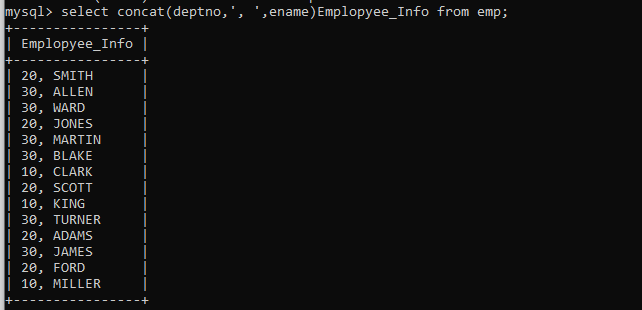 mysql> select concat(deptno,', ',ename)Emplopyee_Info from emp;
+----------------+
| Emplopyee_Info |
+----------------+
| 20, SMITH      |
| 30, ALLEN      |
| 30, WARD       |
| 20, JONES      |
| 30, MARTIN     |
| 30, BLAKE      |
| 10, CLARK      |
| 20, SCOTT      |
| 10, KING       |
| 30, TURNER     |
| 20, ADAMS      |
| 30, JAMES      |
| 20, FORD       |
| 10, MILLER     |
+----------------+